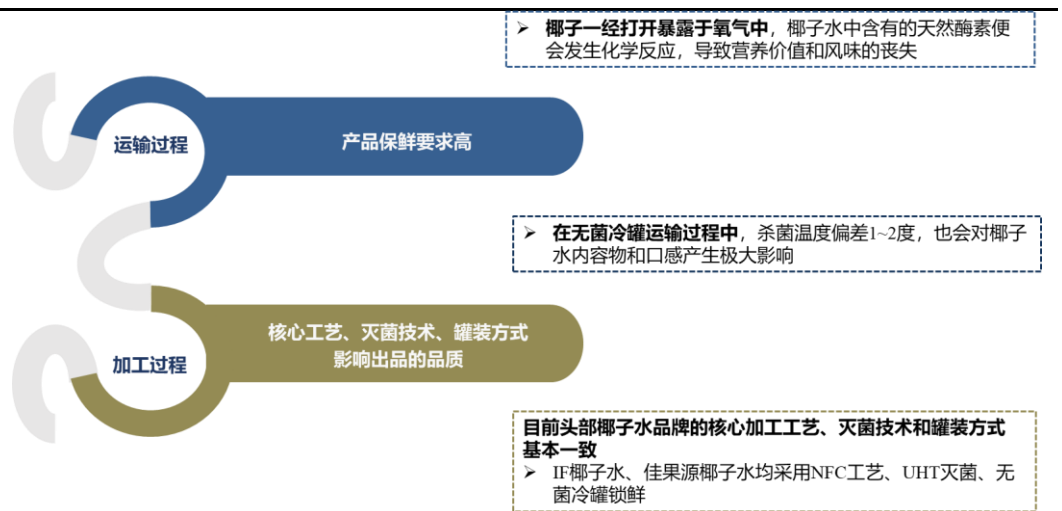 ➢ 椰子一经打开暴露于氧气中，椰子水中含有的天然酶素便
会发生化学反应，导致营养价值和风味的丧失
运输过程
产品保鲜要求高
➢ 在无菌冷罐运输过程中，杀菌温度偏差1~2度，也会对椰子
水内容物和口感产生极大影响
核心工艺、灭菌技术、罐装方式
影响出品的品质
加工过程
目前头部椰子水品牌的核心加工工艺、灭菌技术和罐装方式
基本一致
➢ IF椰子水、佳果源椰子水均采用NFC工艺、UHT灭菌、无
菌冷罐锁鲜